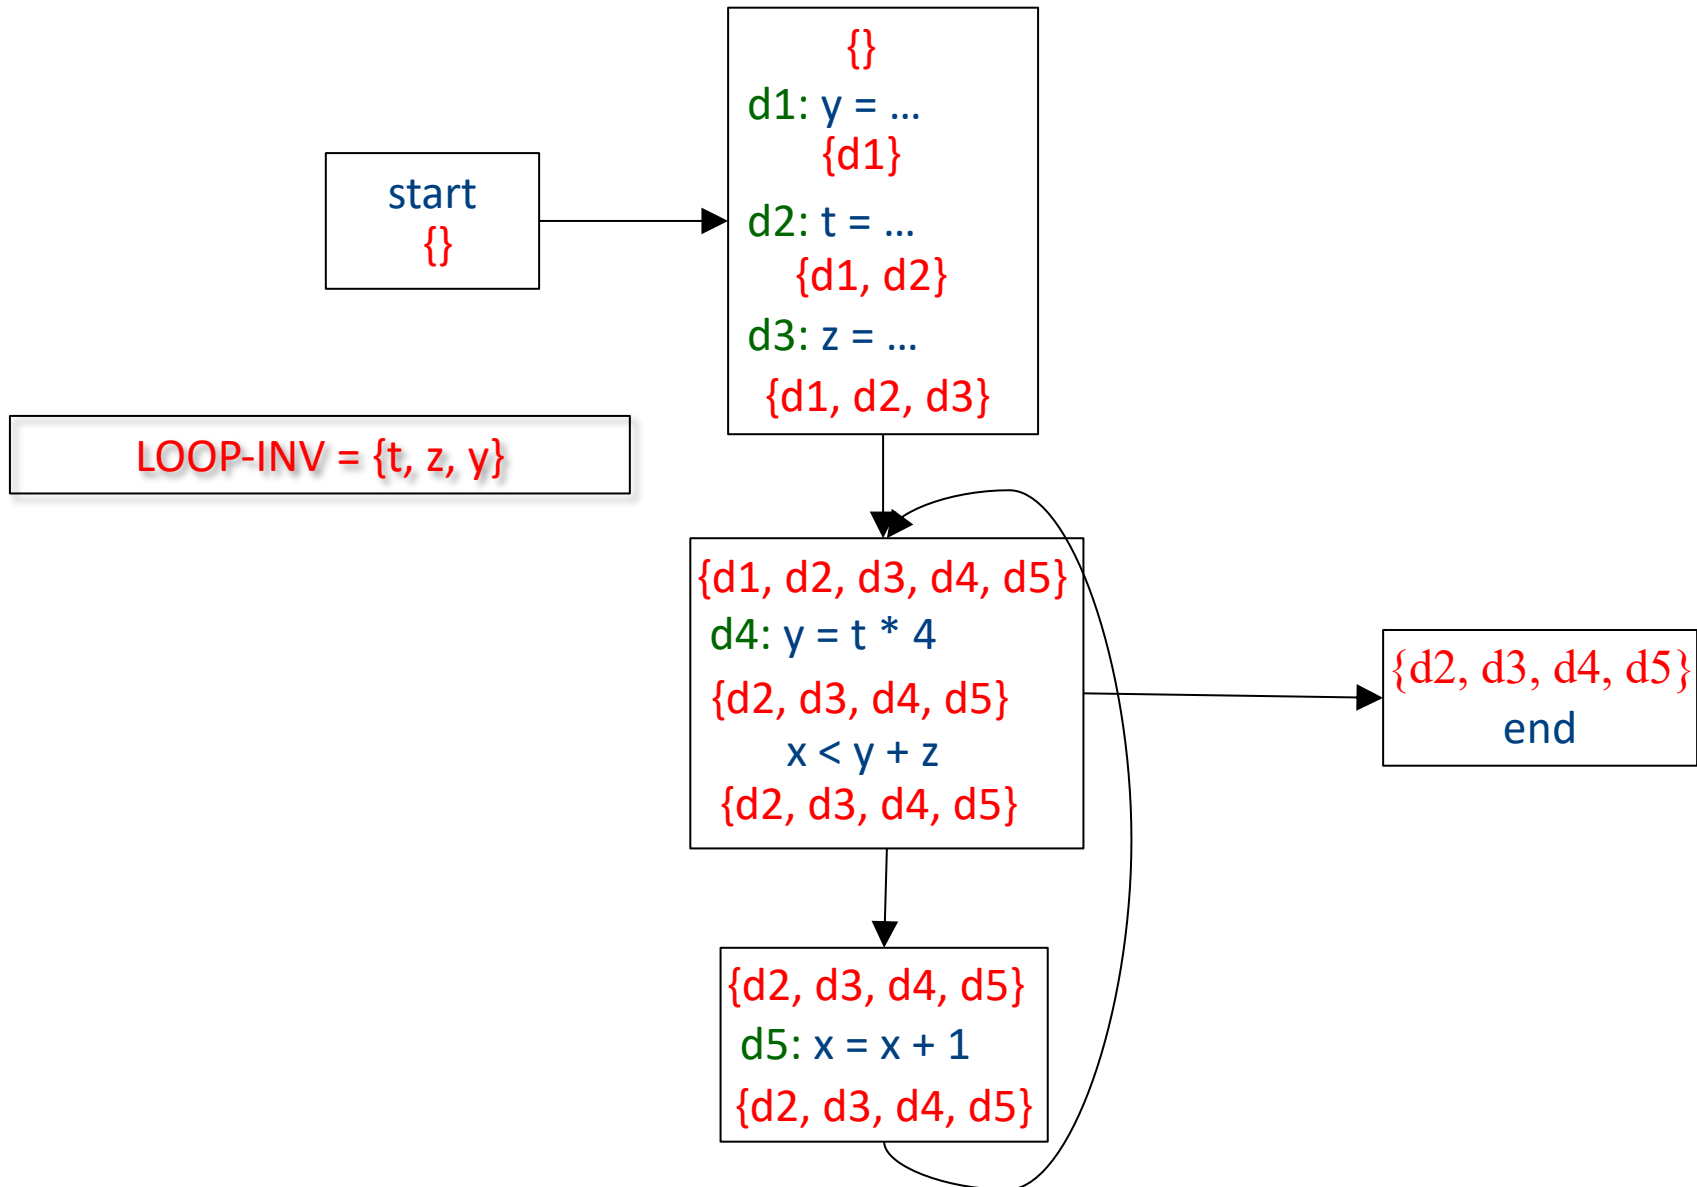 {}
d1: y = …
{d1}
d2: t = …
{d1, d2}
d3: z = …
{d1, d2, d3}
start
{}
LOOP-INV = {t, z, y}
{d1, d2, d3, d4, d5}
d4: y = t * 4
{d2, d3, d4, d5}
x < y + z
{d2, d3, d4, d5}
{d2, d3, d4, d5}
end
{d2, d3, d4, d5}
d5: x = x + 1
{d2, d3, d4, d5}